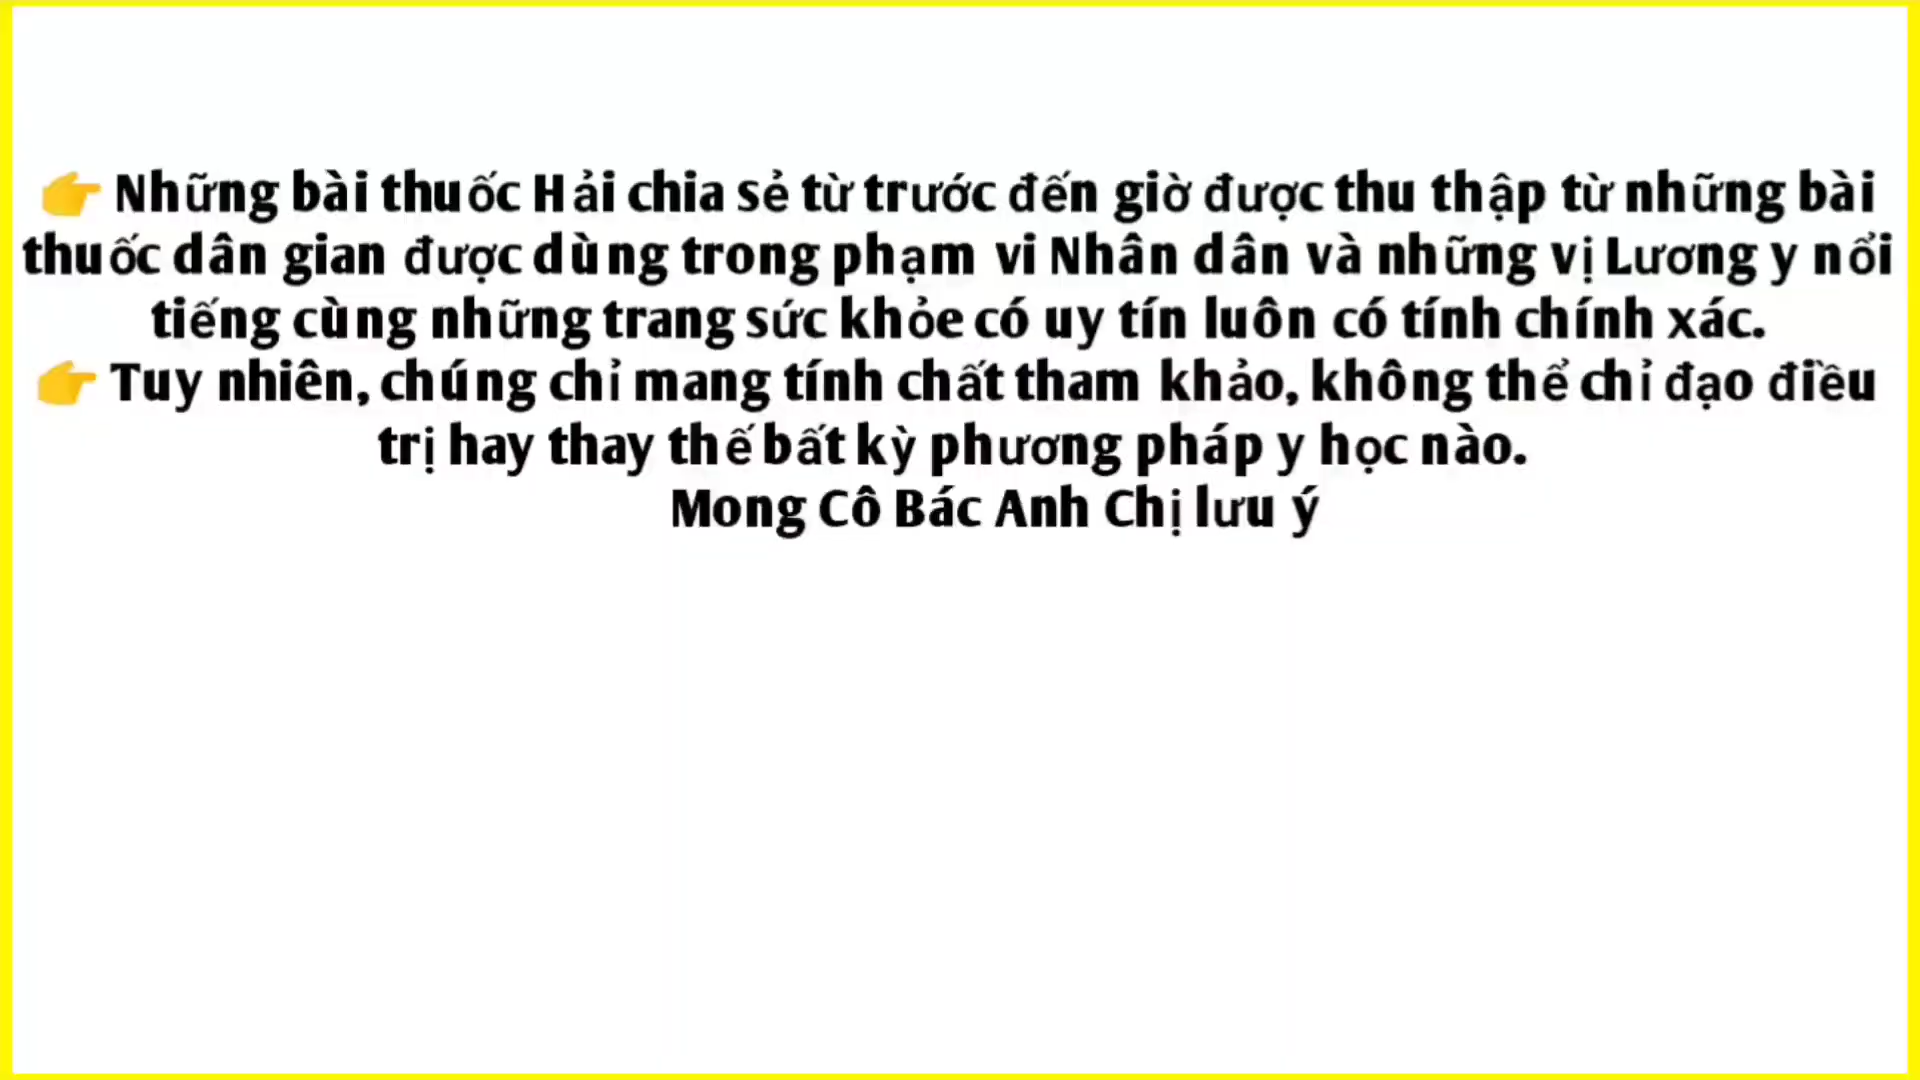 👉 Những bài thuốc Hải chia sẻ từ trước đến giờ được thu thập từ những bài
thuốc dân gian được dùng trong phạm vi Nhân dân và những vị Lương y nổi
tiếng cùng những trang sức khỏe có uy tín luôn có tính chính xác.
👉 Tuy nhiên, chúng chỉ mang tính chất tham khảo, không thể chỉ đạo điều
trị hay thay thế bất kỳ phương pháp y học nào.
Mong Cô Bác Anh Chị lưu ý